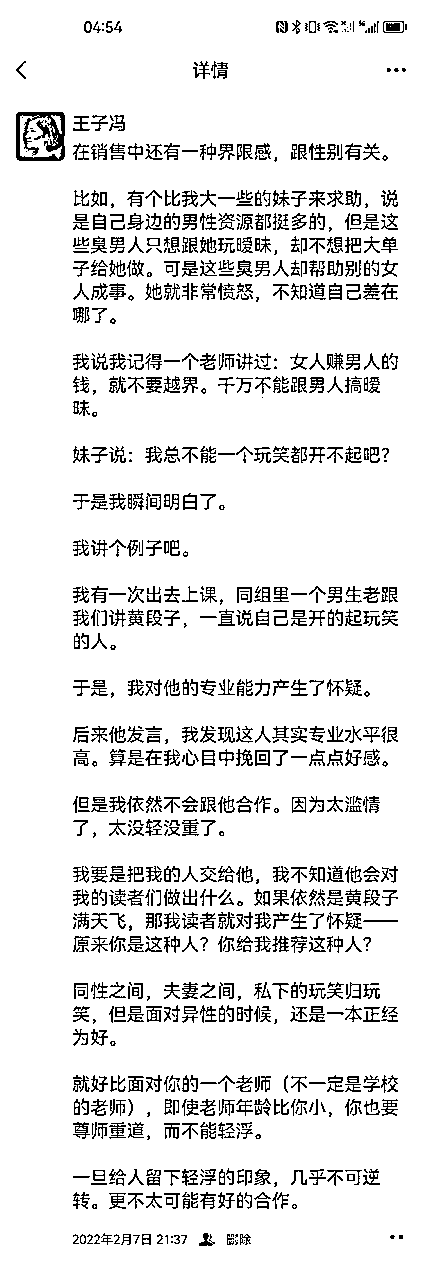 04:54
详情
王子冯
在销售中还有一种界限感，跟性别有关。
比如，有个比我大一些的妹子来求助，说
是自己身边的男性资源都挺多的，但是这
些臭男人只想跟她玩暧昧，却不想把大单
子给她做。可是这些臭男人却帮助别的女
人成事。她就非常愤怒，不知道自己差在
哪了。
我说我记得一个老师讲过：女人赚男人的
钱，就不要越界。千万不能跟男人搞暧
昧。
妹子说：我总不能一个玩笑都开不起吧？
于是我瞬间明白了。
我讲个例子吧。
我有一次出去上课，同组里一个男生老跟
我们讲黄段子，一直说自己是开的起玩笑
的人。
于是，我对他的专业能力产生了怀疑。
后来他发言，我发现这人其实专业水平很
高。算是在我心目中挽回了一点点好感。
但是我依然不会跟他合作。因为太滥情
了，太没轻没重了。
我要是把我的人交给他，我不知道他会对
我的读者们做出什么。如果依然是黄段子
满天飞，那我读者就对我产生了怀疑——
原来你是这种人？你给我推荐这种人？
同性之间，夫妻之间，私下的玩笑归玩
笑，但是面对异性的时候，还是一本正经
为好。
就好比面对你的一个老师（不一定是学校
的老师），即使老师年龄比你小，你也要
尊师重道，而不能轻浮。
一旦给人留下轻浮的印象，几乎不可逆
转。更不太可能有好的合作。
2022年2月7日 21:37 删除